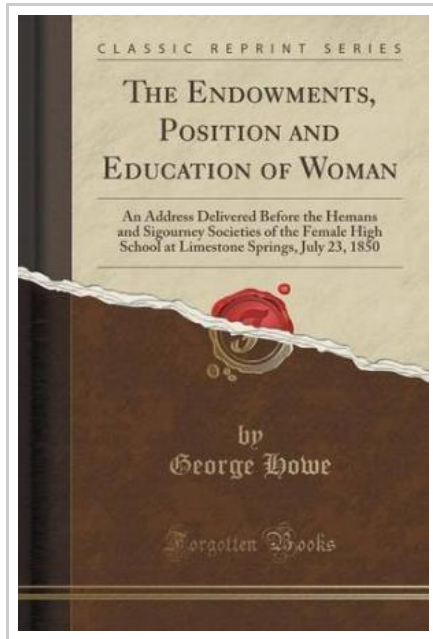 CLASSIC REPRINT SERIES
THE ENDOWMENTS,
POSITION AND
EDUCATION OF WOMAN
An Address Delivered Before the Hemans
and Sigourney Societies of the Female High
School at Limestone Springs, July 23, 1850
by
George Howe
Forgotten Books